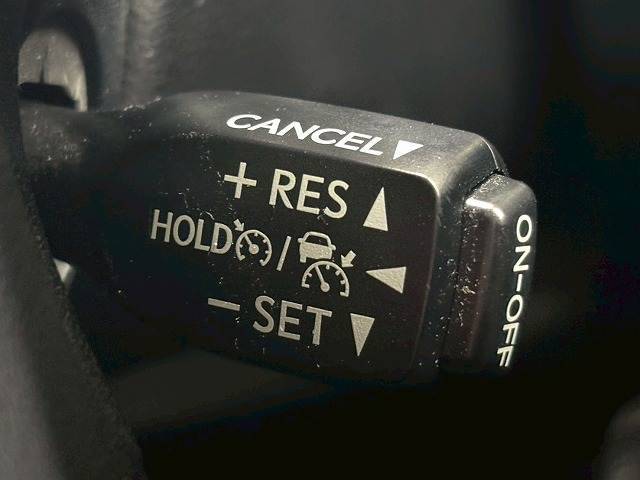 CANCEL ▼
+ RES ▲
HOLD / ◀
− SET ▼
ON-OFF